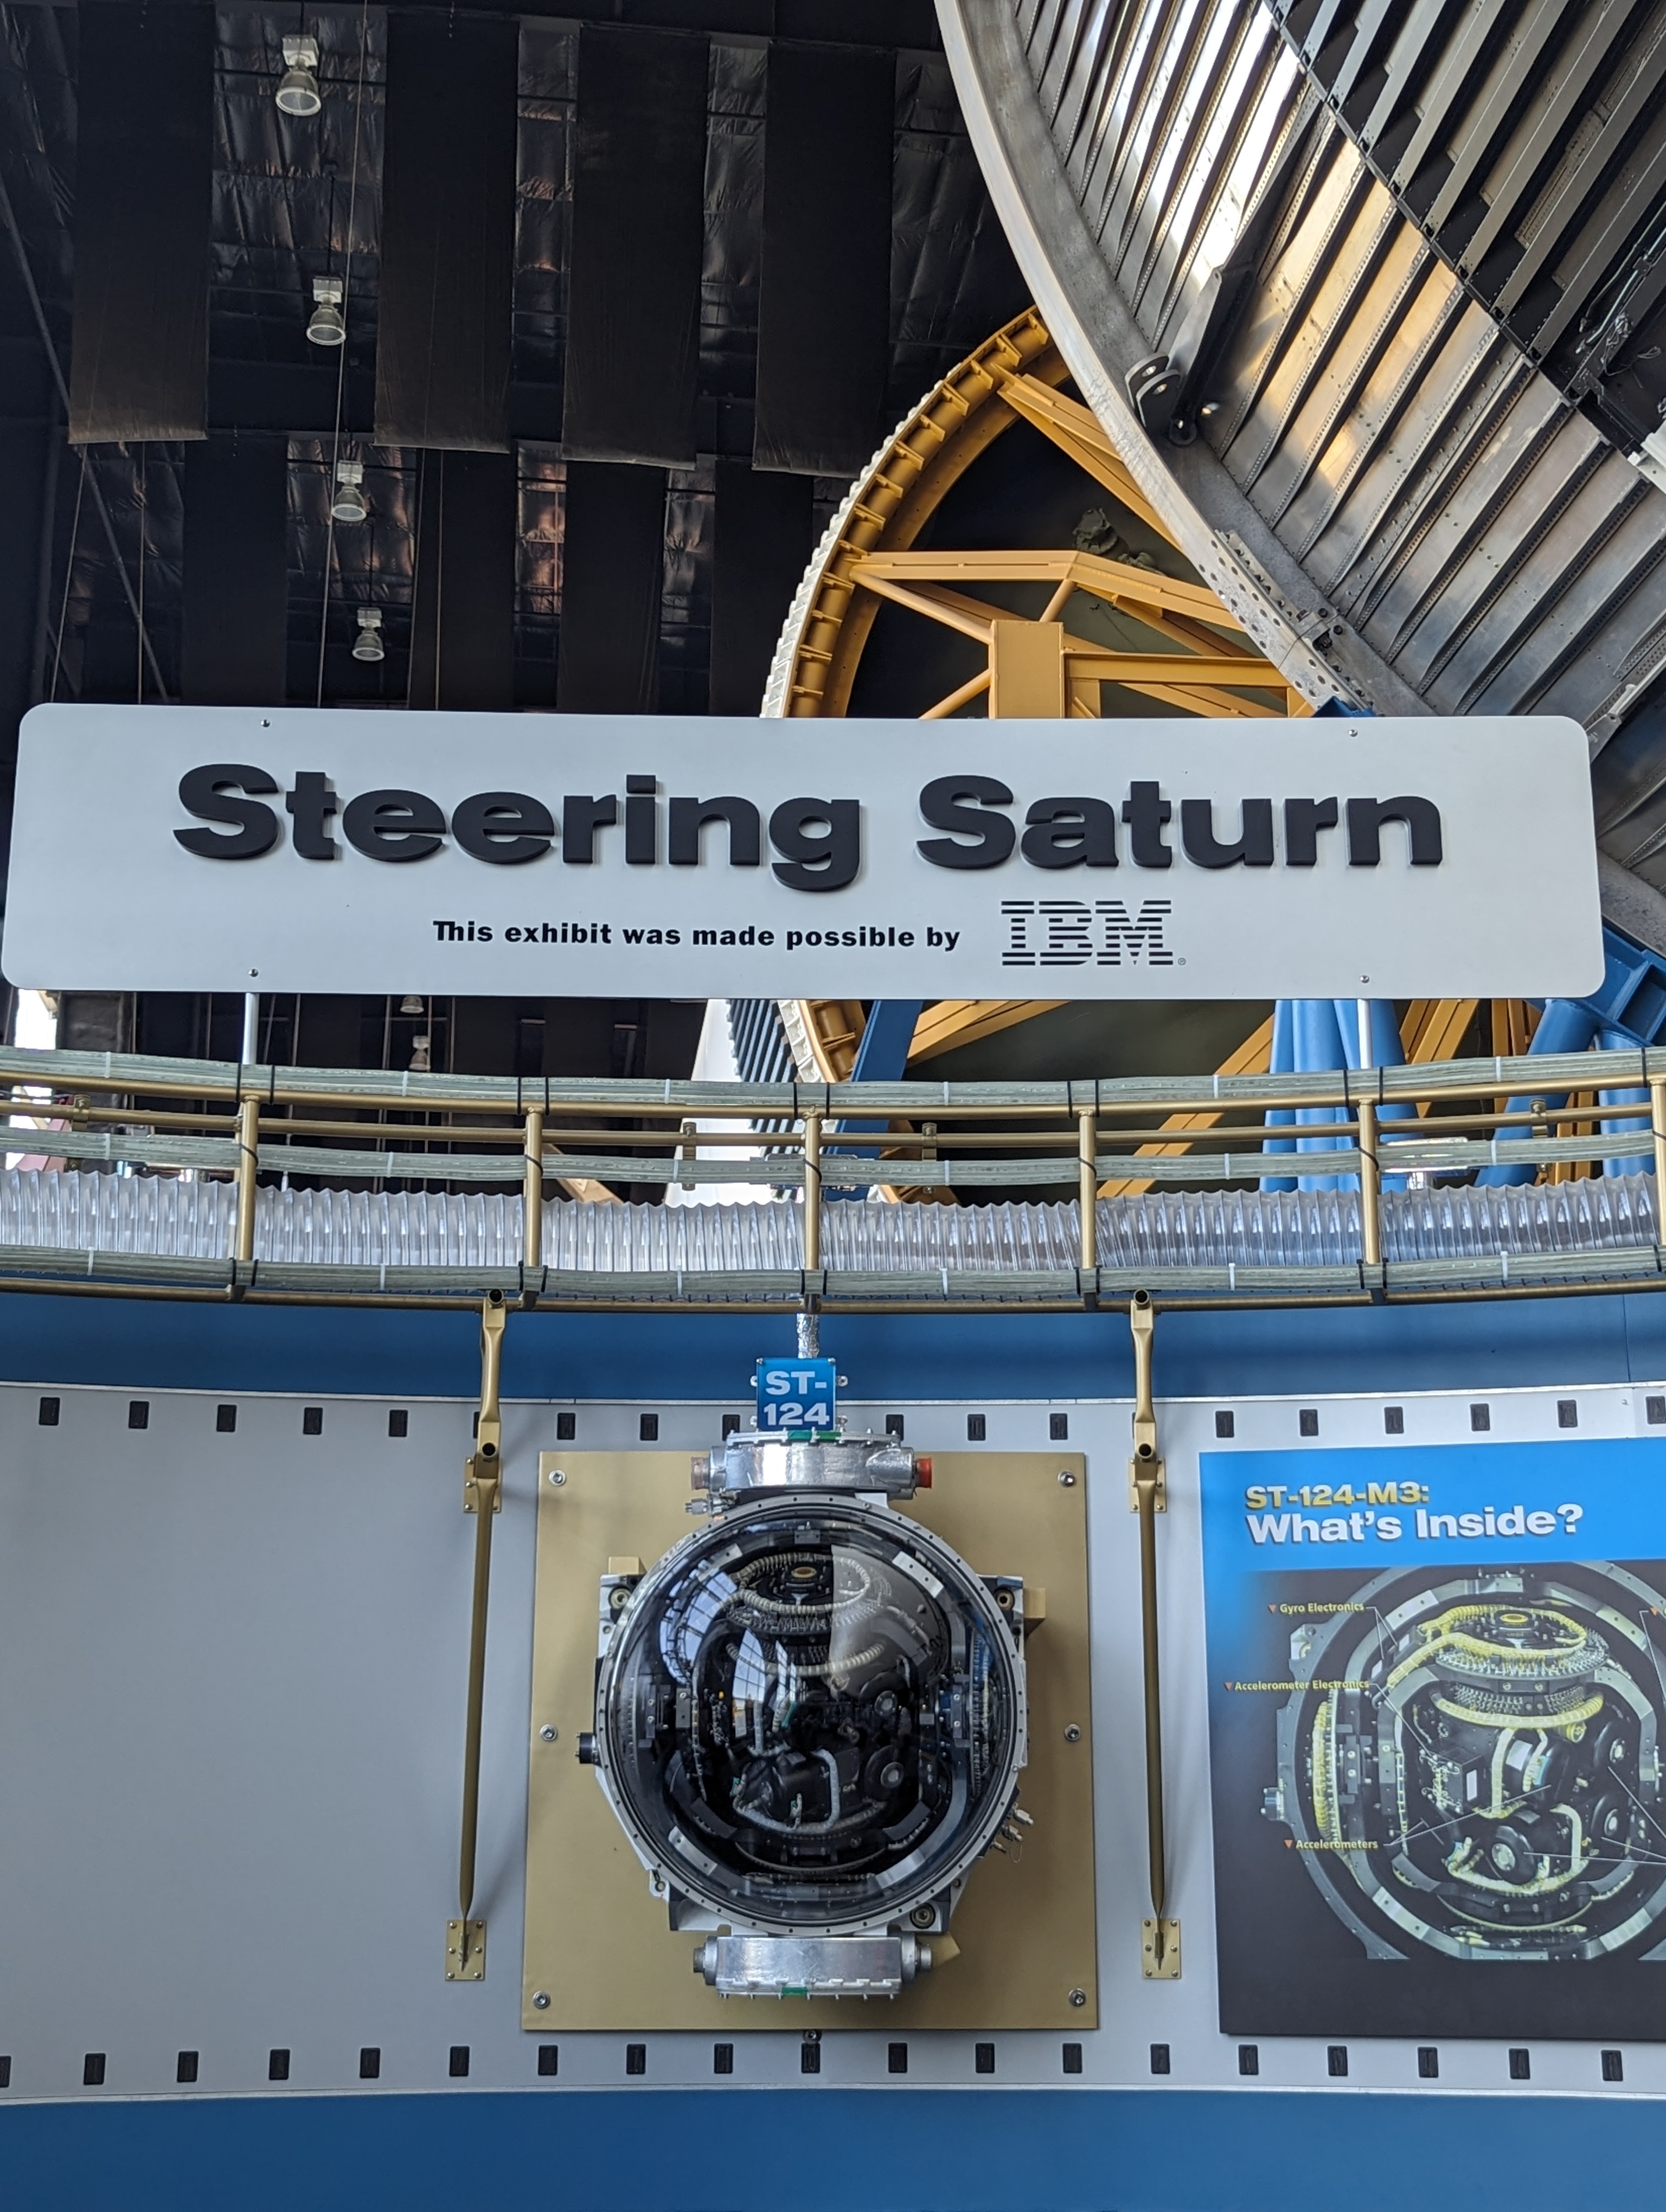 Steering Saturn
This exhibit was made possible by IBM®
ST-
124
ST-124-M3:
What's Inside?
Gyro Electronics
Accelerometer Electronics
Accelerometers